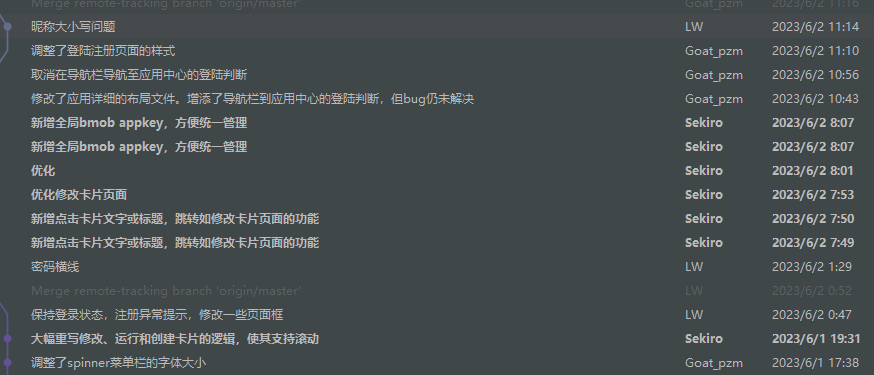 Merge remote-tracking branch 'origin/master' Goat_pzm 2023/6/2 11:16
昵称大小写问题 LW 2023/6/2 11:14
调整了登陆注册页面的样式 Goat_pzm 2023/6/2 11:10
取消在导航栏导航至应用中心的登陆判断 Goat_pzm 2023/6/2 10:56
修改了应用详细的布局文件。增添了导航栏到应用中心的登陆判断，但bug仍未解决 Goat_pzm 2023/6/2 10:43
新增全局bmob appkey，方便统一管理 Sekiro 2023/6/2 8:07
新增全局bmob appkey，方便统一管理 Sekiro 2023/6/2 8:07
优化 Sekiro 2023/6/2 8:01
优化修改卡片页面 Sekiro 2023/6/2 7:53
新增点击卡片文字或标题，跳转如修改卡片页面的功能 Sekiro 2023/6/2 7:50
新增点击卡片文字或标题，跳转如修改卡片页面的功能 Sekiro 2023/6/2 7:49
密码横线 LW 2023/6/2 1:29
Merge remote-tracking branch 'origin/master' LW 2023/6/2 0:52
保持登录状态，注册异常提示，修改一些页面框 LW 2023/6/2 0:47
大幅重写修改、运行和创建卡片的逻辑，使其支持滚动 Sekiro 2023/6/1 19:31
调整了spinner菜单栏的字体大小 Goat_pzm 2023/6/1 17:38